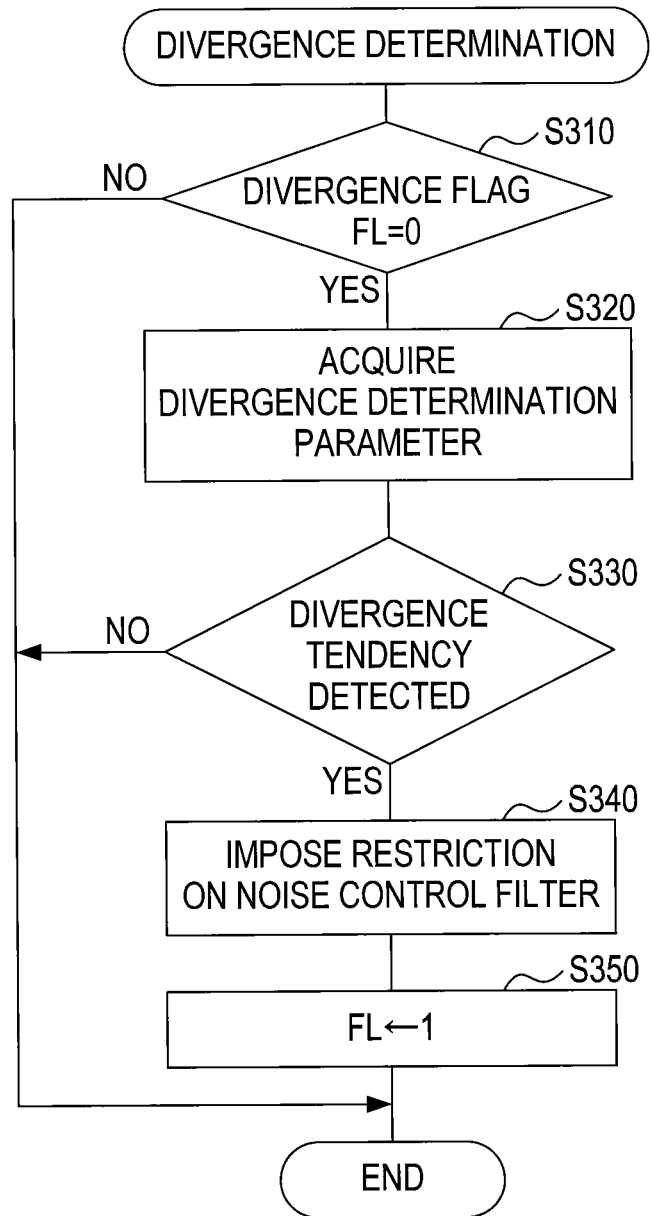 DIVERGENCE DETERMINATION
S310
NO
DIVERGENCE FLAG
FL=0
YES
S320
ACQUIRE
DIVERGENCE DETERMINATION
PARAMETER
S330
NO
DIVERGENCE
TENDENCY
DETECTED
YES
S340
IMPOSE RESTRICTION
ON NOISE CONTROL FILTER
S350
FL←1
END